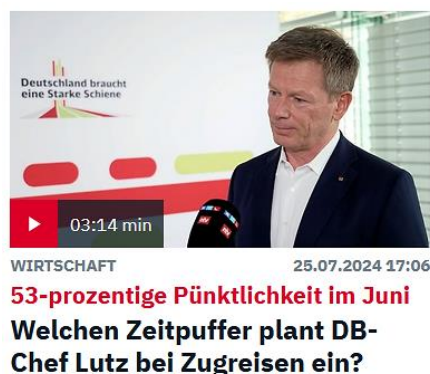 Deutschland braucht
eine Starke Schiene
03:14 min
WIRTSCHAFT
25.07.2024 17:06
53-prozentige Pünktlichkeit im Juni
Welchen Zeitpuffer plant DB-
Chef Lutz bei Zugreisen ein?